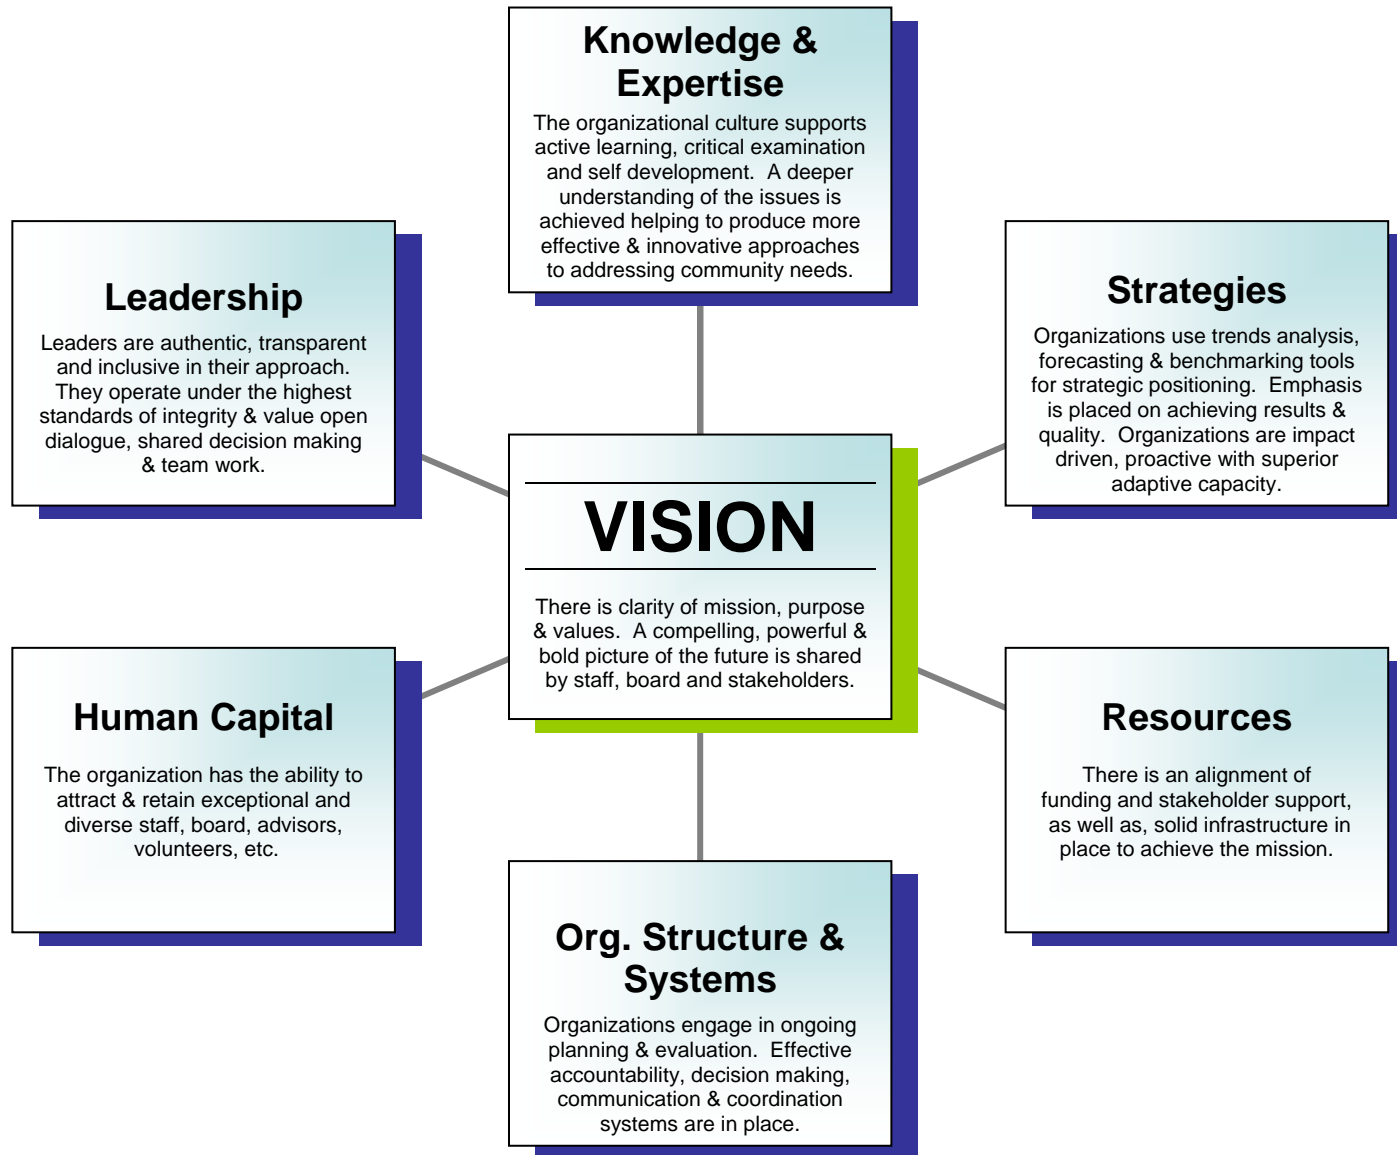 Knowledge &
Expertise
The organizational culture supports
active learning, critical examination
and self development.  A deeper
understanding of the issues is
achieved helping to produce more
effective & innovative approaches
to addressing community needs.
Leadership
Leaders are authentic, transparent
and inclusive in their approach.
They operate under the highest
standards of integrity & value open
dialogue, shared decision making
& team work.
Strategies
Organizations use trends analysis,
forecasting & benchmarking tools
for strategic positioning.  Emphasis
is placed on achieving results &
quality.  Organizations are impact
driven, proactive with superior
adaptive capacity.
VISION
There is clarity of mission, purpose
& values.  A compelling, powerful &
bold picture of the future is shared
by staff, board and stakeholders.
Human Capital
The organization has the ability to
attract & retain exceptional and
diverse staff, board, advisors,
volunteers, etc.
Resources
There is an alignment of
funding and stakeholder support,
as well as, solid infrastructure in
place to achieve the mission.
Org. Structure &
Systems
Organizations engage in ongoing
planning & evaluation.  Effective
accountability, decision making,
communication & coordination
systems are in place.